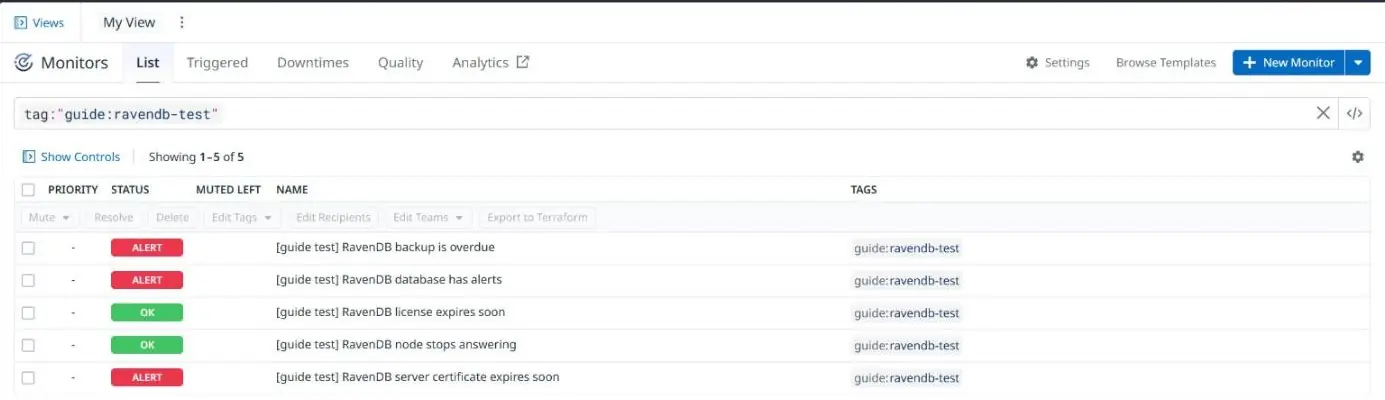 Views My View
Monitors List Triggered Downtimes Quality Analytics Settings Browse Templates + New Monitor
tag:"guide:ravendb-test" </>
Show Controls Showing 1–5 of 5
PRIORITY STATUS MUTED LEFT NAME TAGS
Mute Resolve Delete Edit Tags Edit Recipients Edit Teams Export to Terraform
- ALERT [guide test] RavenDB backup is overdue guide:ravendb-test
- ALERT [guide test] RavenDB database has alerts guide:ravendb-test
- OK [guide test] RavenDB license expires soon guide:ravendb-test
- OK [guide test] RavenDB node stops answering guide:ravendb-test
- ALERT [guide test] RavenDB server certificate expires soon guide:ravendb-test